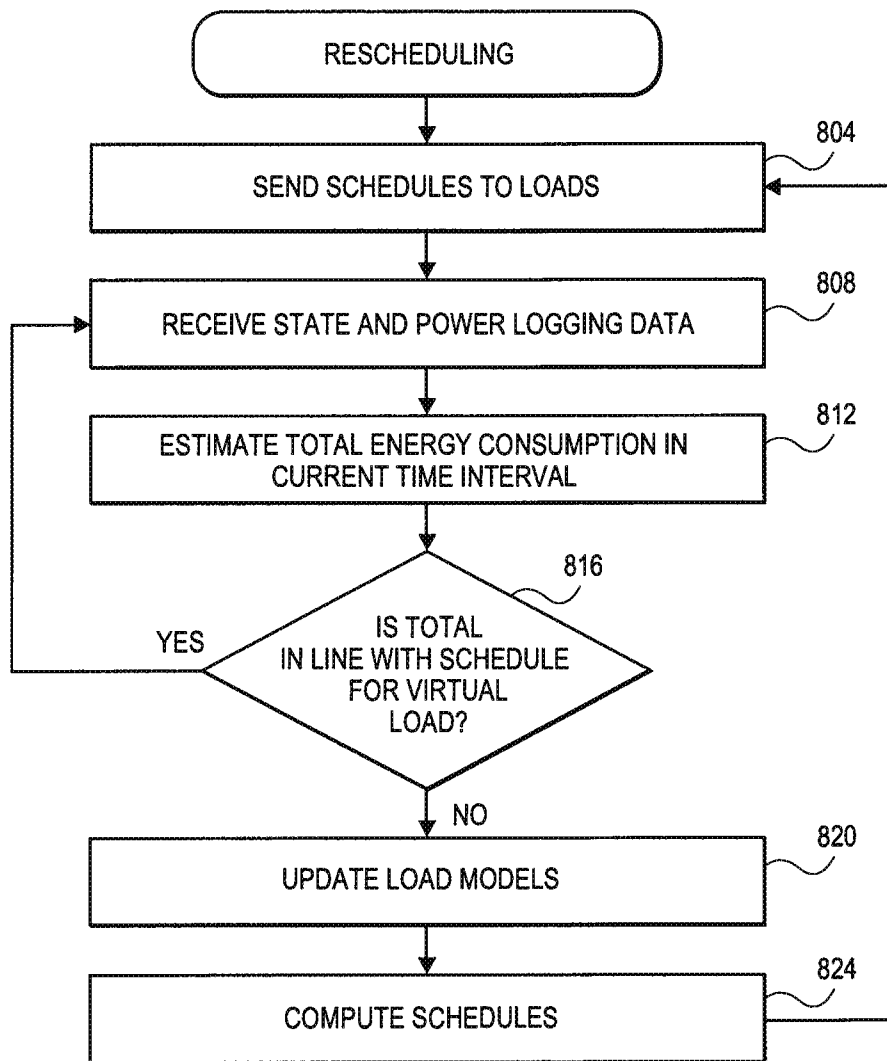 RESCHEDULING
804
SEND SCHEDULES TO LOADS
808
RECEIVE STATE AND POWER LOGGING DATA
812
ESTIMATE TOTAL ENERGY CONSUMPTION IN
CURRENT TIME INTERVAL
816
YES
IS TOTAL
IN LINE WITH SCHEDULE
FOR VIRTUAL
LOAD?
NO
820
UPDATE LOAD MODELS
824
COMPUTE SCHEDULES